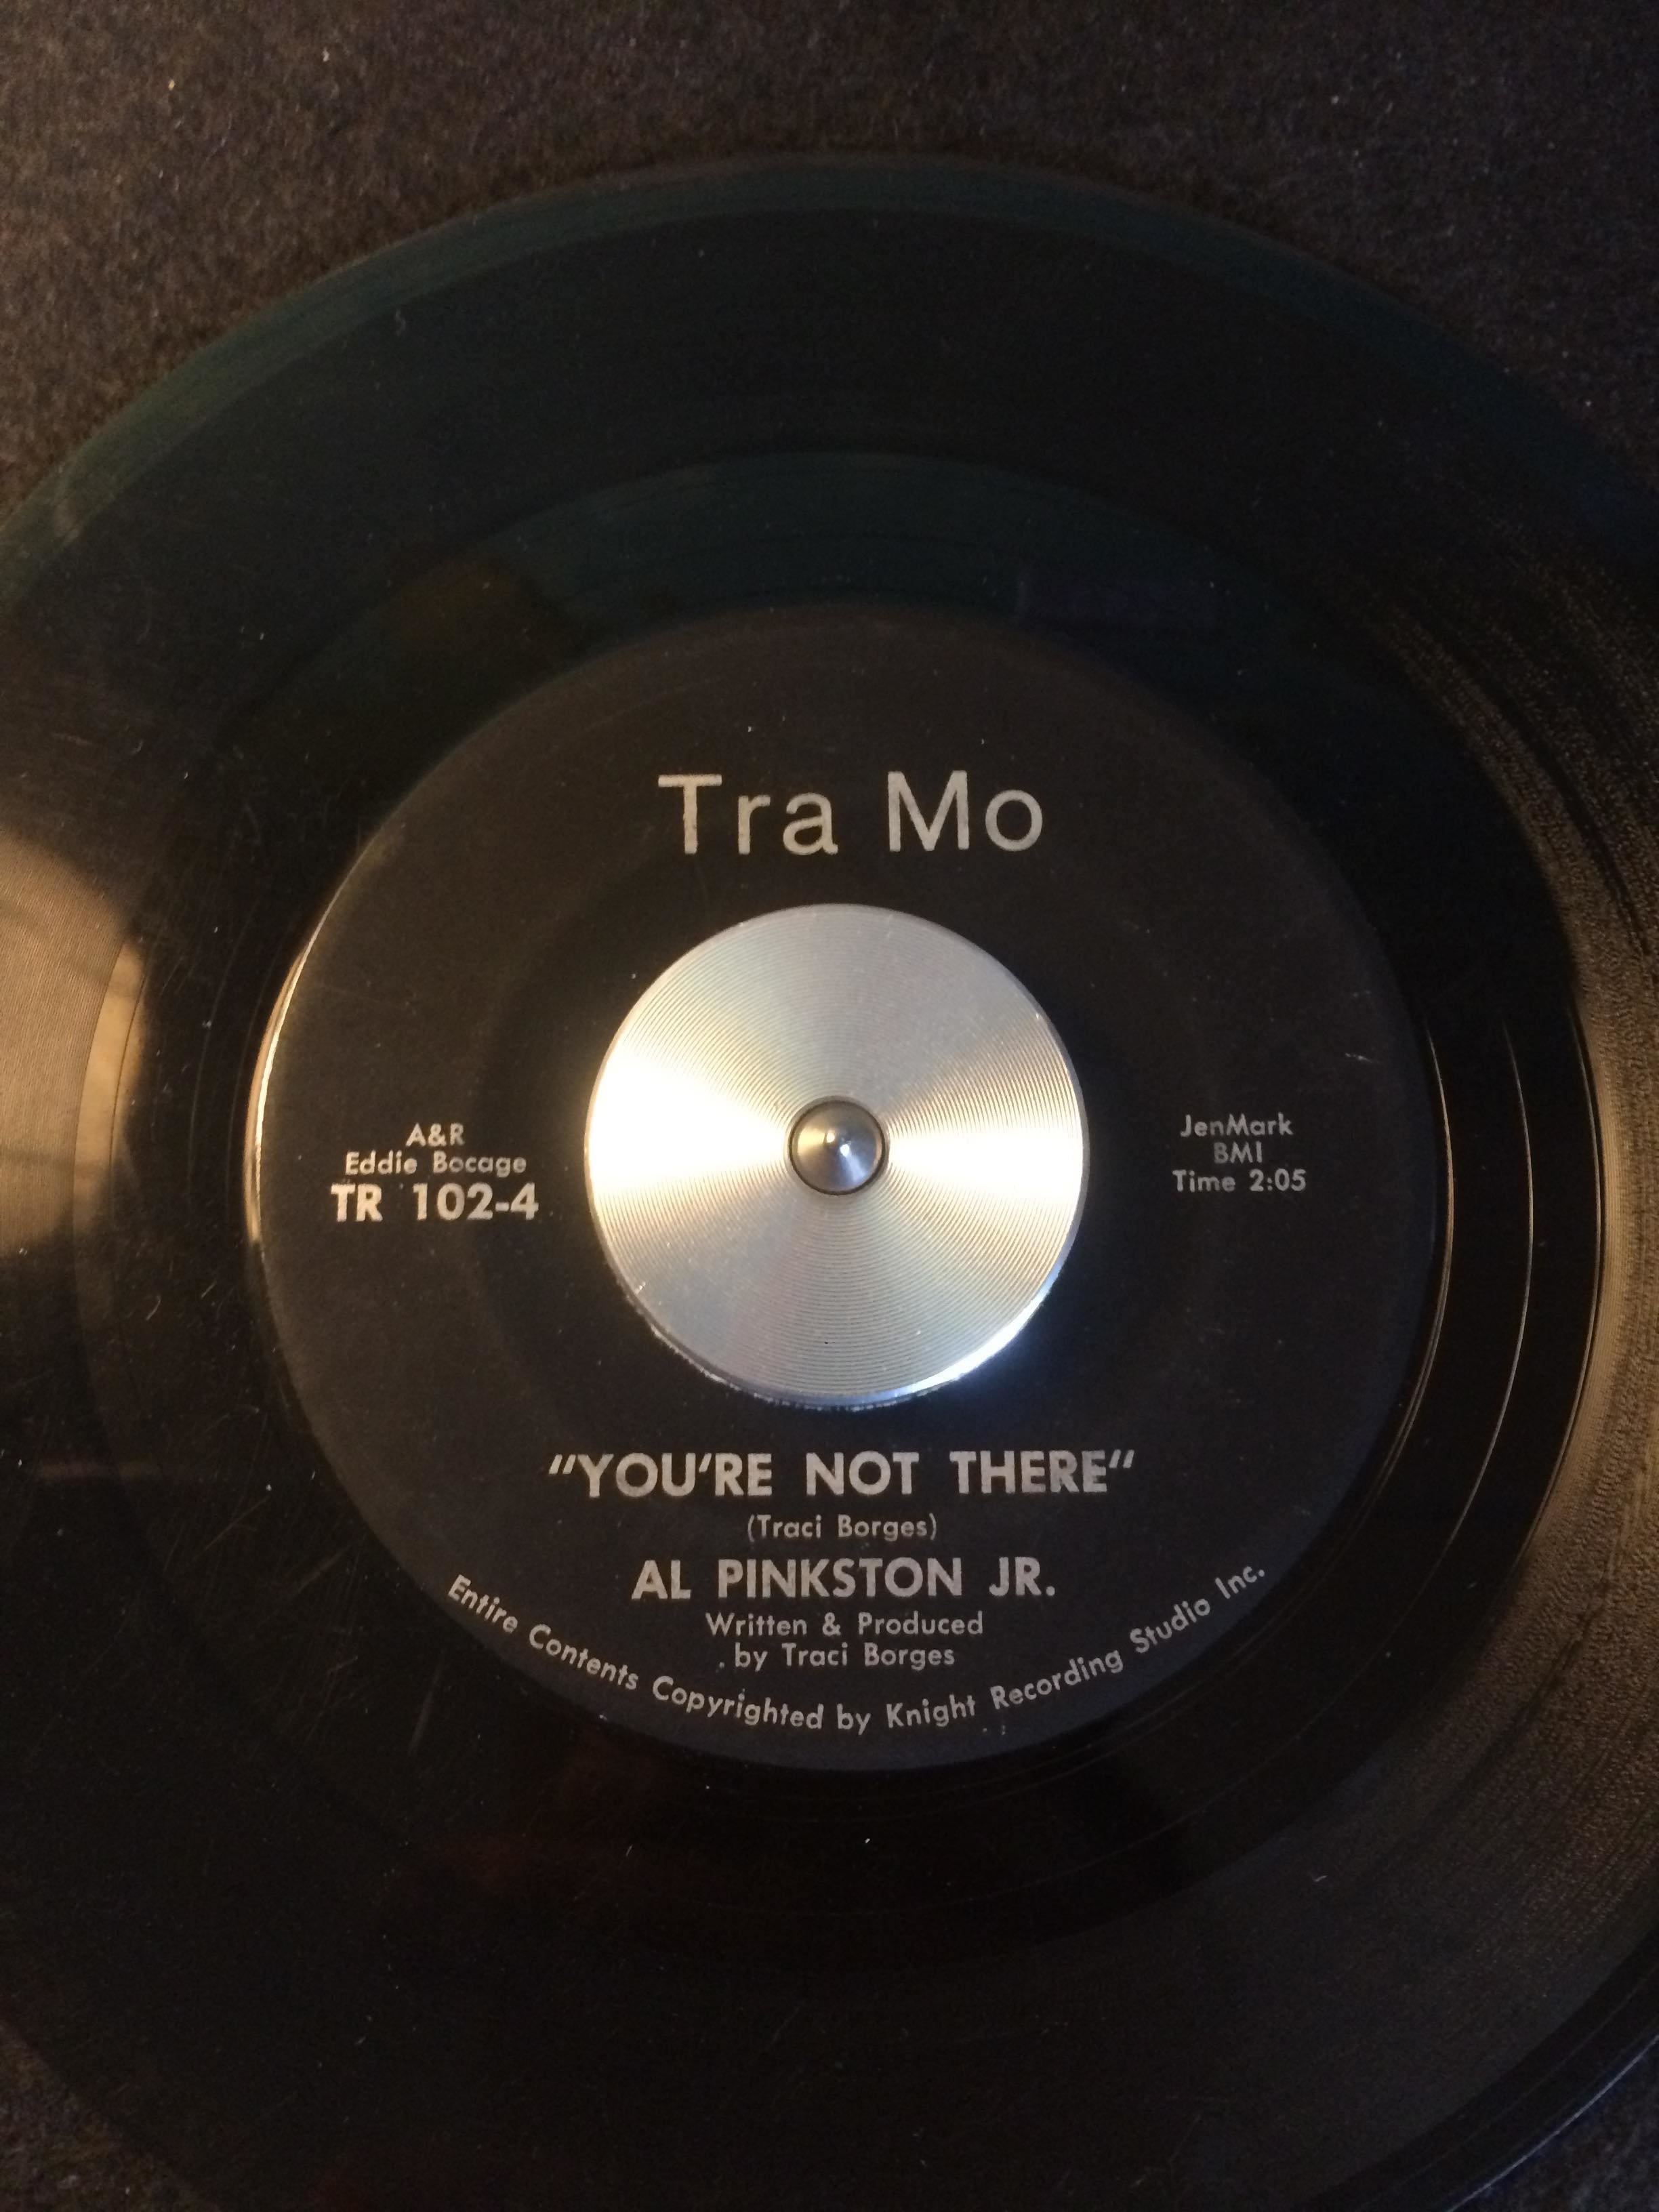 Tra Mo
A&R
Eddie Bocage
TR 102-4
JenMark
BMI
Time 2:05
"YOU'RE NOT THERE"
(Traci Borges)
AL PINKSTON JR.
Written & Produced
by Traci Borges
Entire Contents Copyrighted by Knight Recording Studio Inc.